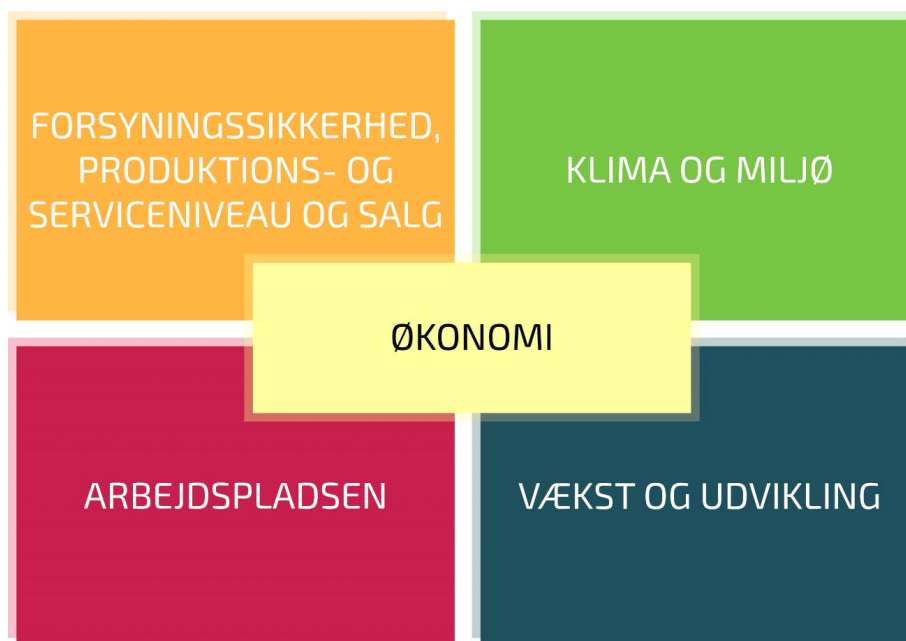 FORSYNINGSSIKKERHED,
PRODUKTIONS- OG
SERVICENIVEAU OG SALG
KLIMA OG MILJØ
ØKONOMI
ARBEJDSPLADSEN
VÆKST OG UDVIKLING